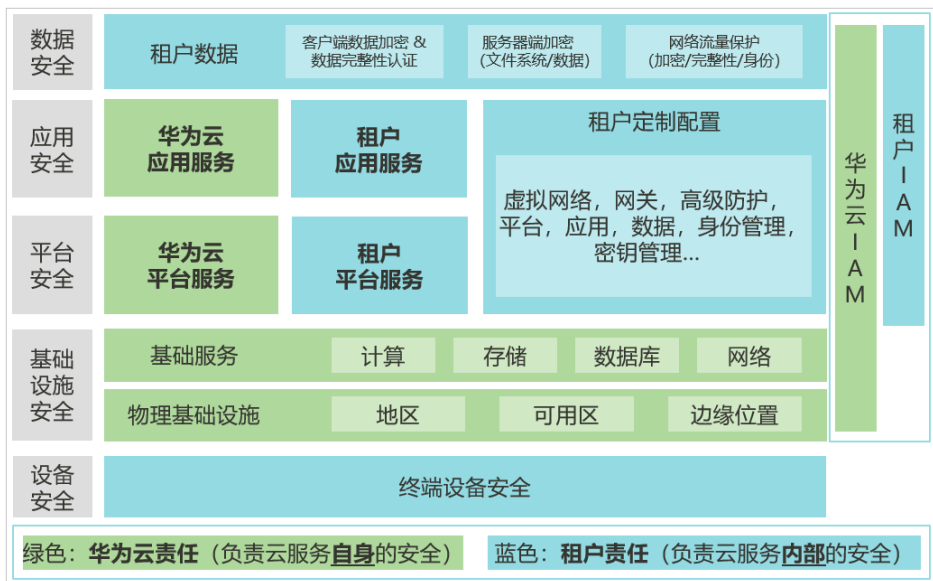 数据
安全
租户数据
客户端数据加密 &
数据完整性认证
服务器端加密
(文件系统/数据)
网络流量保护
(加密/完整性/身份)
应用
安全
华为云
应用服务
租户
应用服务
租户定制配置
虚拟网络，网关，高级防护，
平台，应用，数据，身份管理，
密钥管理...
平台
安全
华为云
平台服务
租户
平台服务
基础
设施
安全
基础服务
计算
存储
数据库
网络
物理基础设施
地区
可用区
边缘位置
设备
安全
终端设备安全
华为云IAM
租户IAM
绿色：华为云责任（负责云服务自身的安全）
蓝色：租户责任（负责云服务内部的安全）